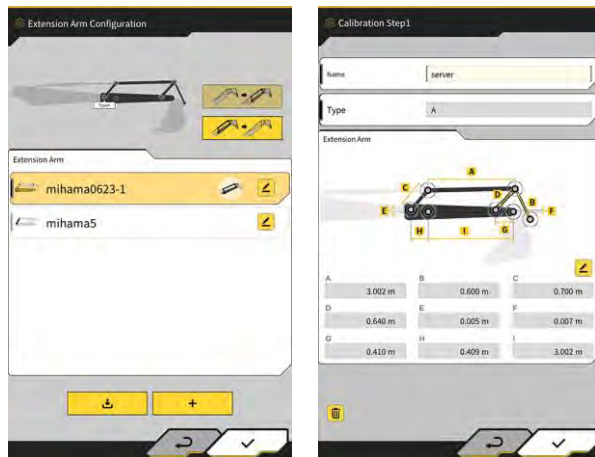 Extension Arm Configuration
Extension Arm
mihama0623-1
mihama5
Calibration Step1
Name
server
Type
A
Extension Arm
A
C
D
B
E
F
H
I
G
A
B
C
3.002 m
0.600 m
0.700 m
D
E
F
0.640 m
0.005 m
0.007 m
G
H
I
0.410 m
0.409 m
3.002 m